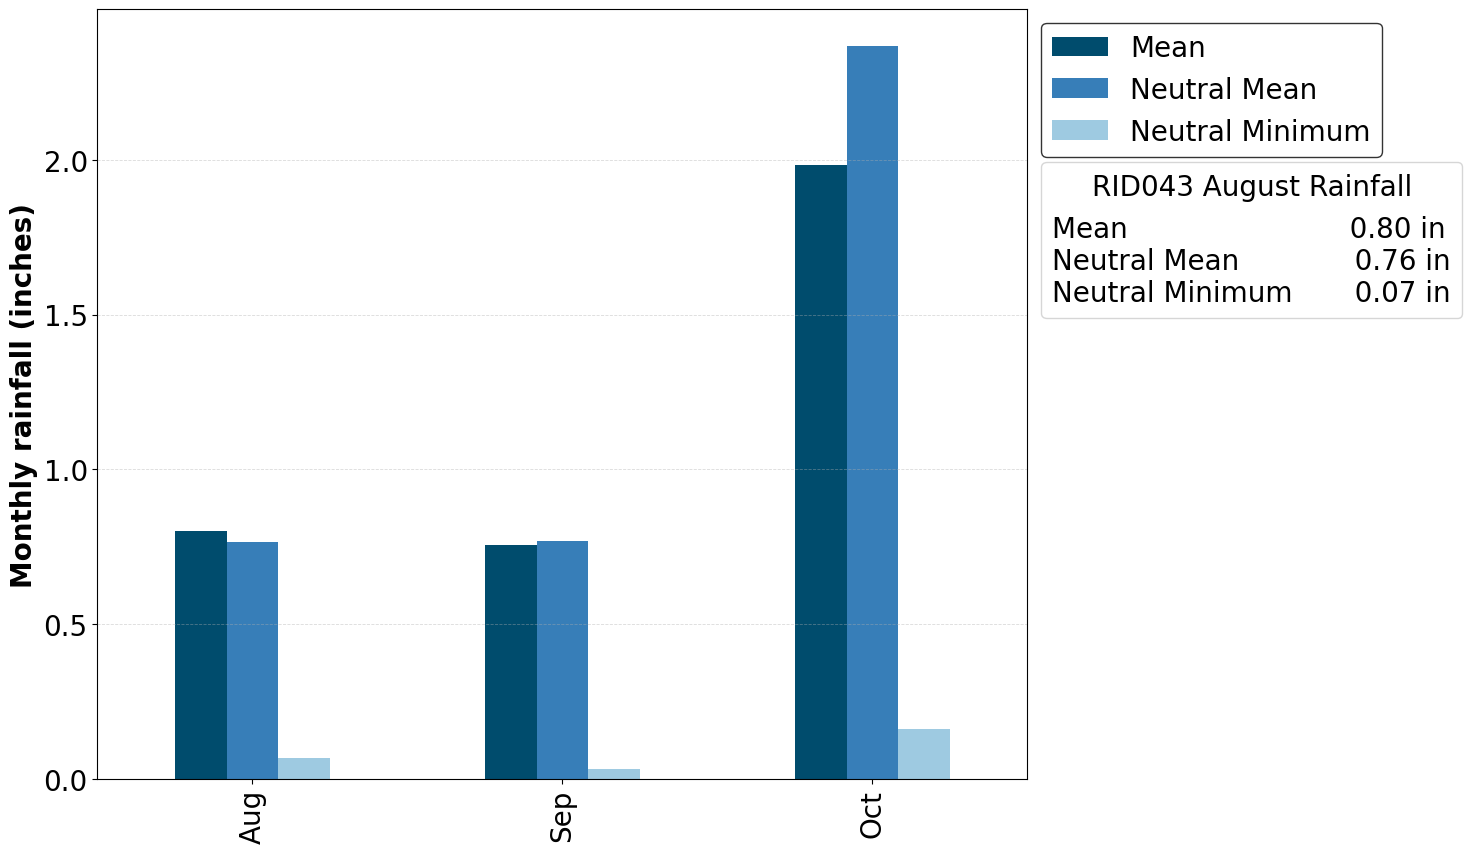 Monthly rainfall (inches)
2.0
1.5
1.0
0.5
0.0
Aug
Sep
Oct
Mean
Neutral Mean
Neutral Minimum
RID043 August Rainfall
Mean 0.80 in
Neutral Mean 0.76 in
Neutral Minimum 0.07 in